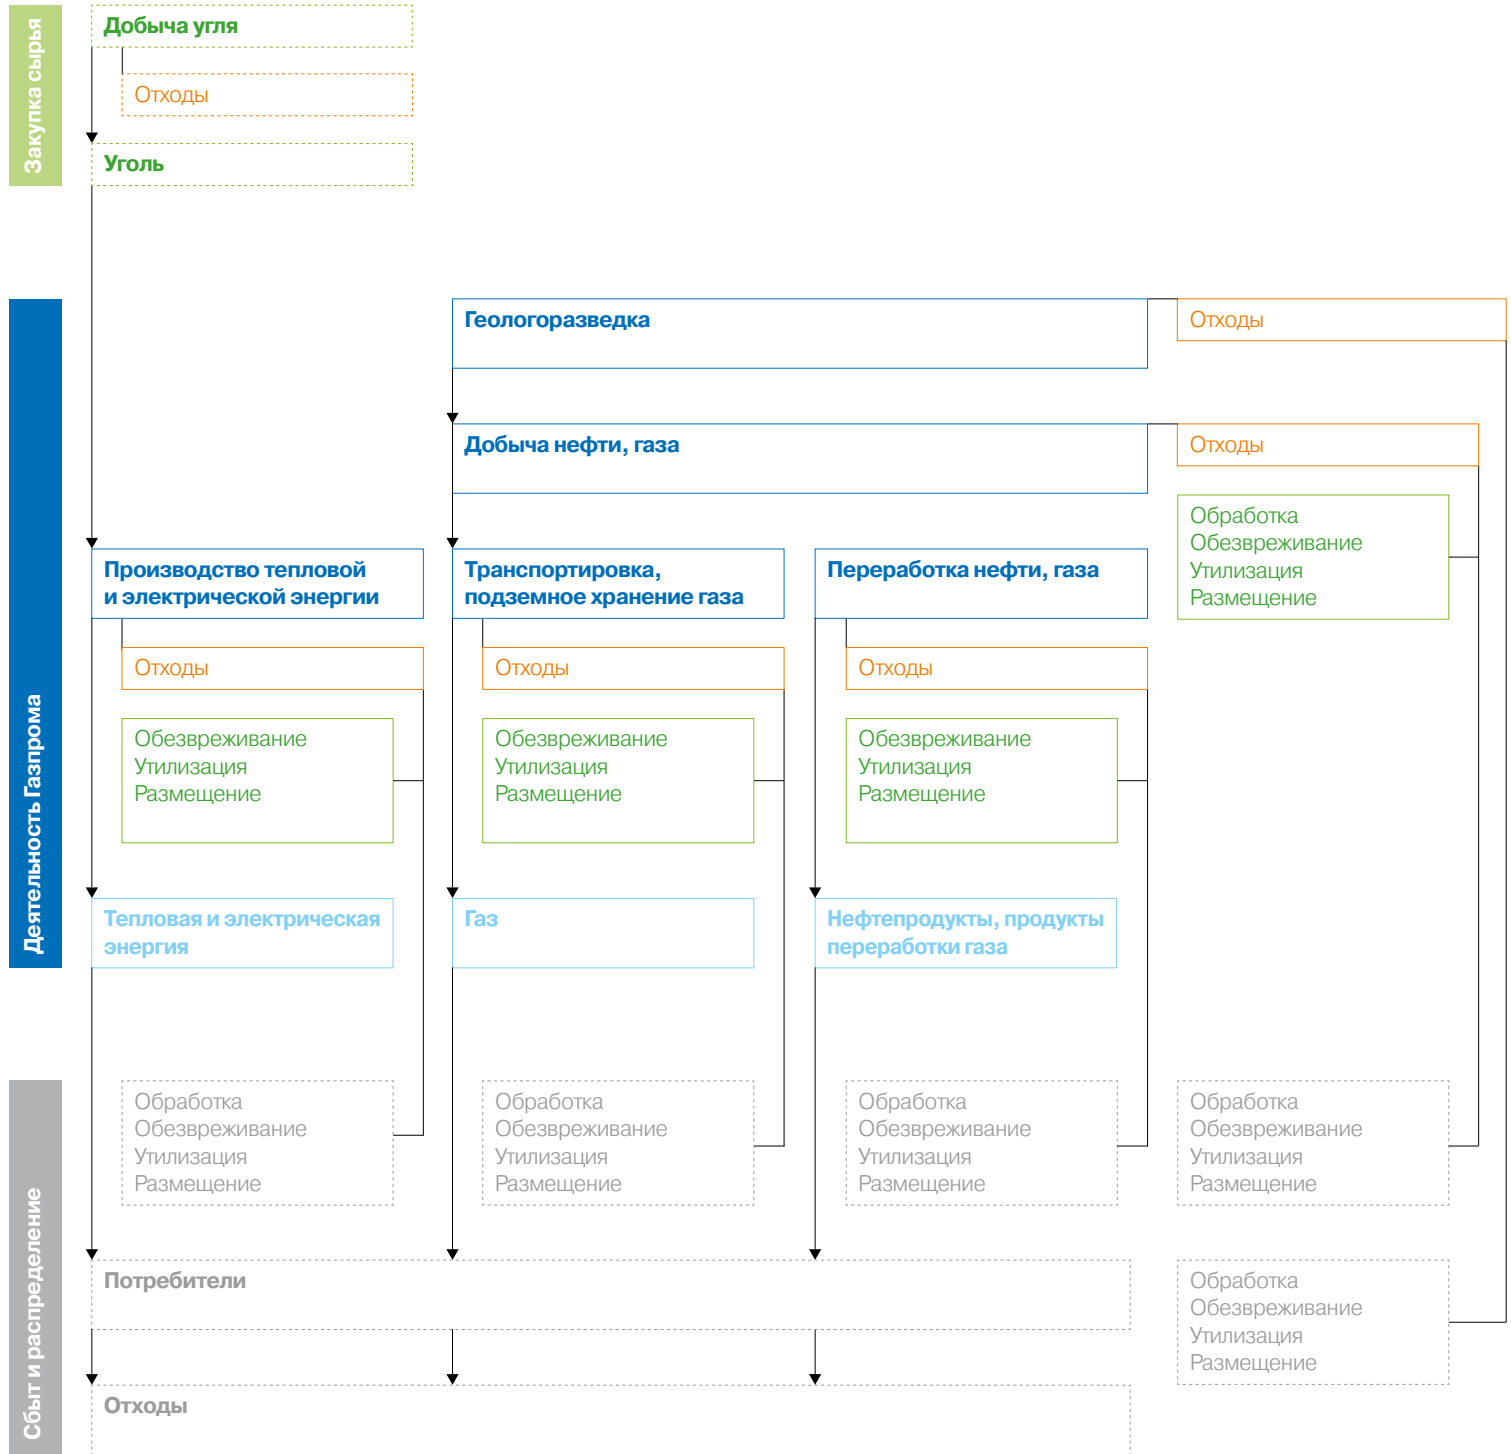 Закупка сырья
Добыча угля
Отходы
Уголь
Деятельность Газпрома
Геологоразведка
Отходы
Добыча нефти, газа
Отходы
Обработка
Обезвреживание
Утилизация
Размещение
Производство тепловой
и электрической энергии
Транспортировка,
подземное хранение газа
Переработка нефти, газа
Отходы
Отходы
Отходы
Обезвреживание
Утилизация
Размещение
Обезвреживание
Утилизация
Размещение
Обезвреживание
Утилизация
Размещение
Тепловая и электрическая
энергия
Газ
Нефтепродукты, продукты
переработки газа
Сбыт и распределение
Обработка
Обезвреживание
Утилизация
Размещение
Обработка
Обезвреживание
Утилизация
Размещение
Обработка
Обезвреживание
Утилизация
Размещение
Обработка
Обезвреживание
Утилизация
Размещение
Потребители
Обработка
Обезвреживание
Утилизация
Размещение
Отходы